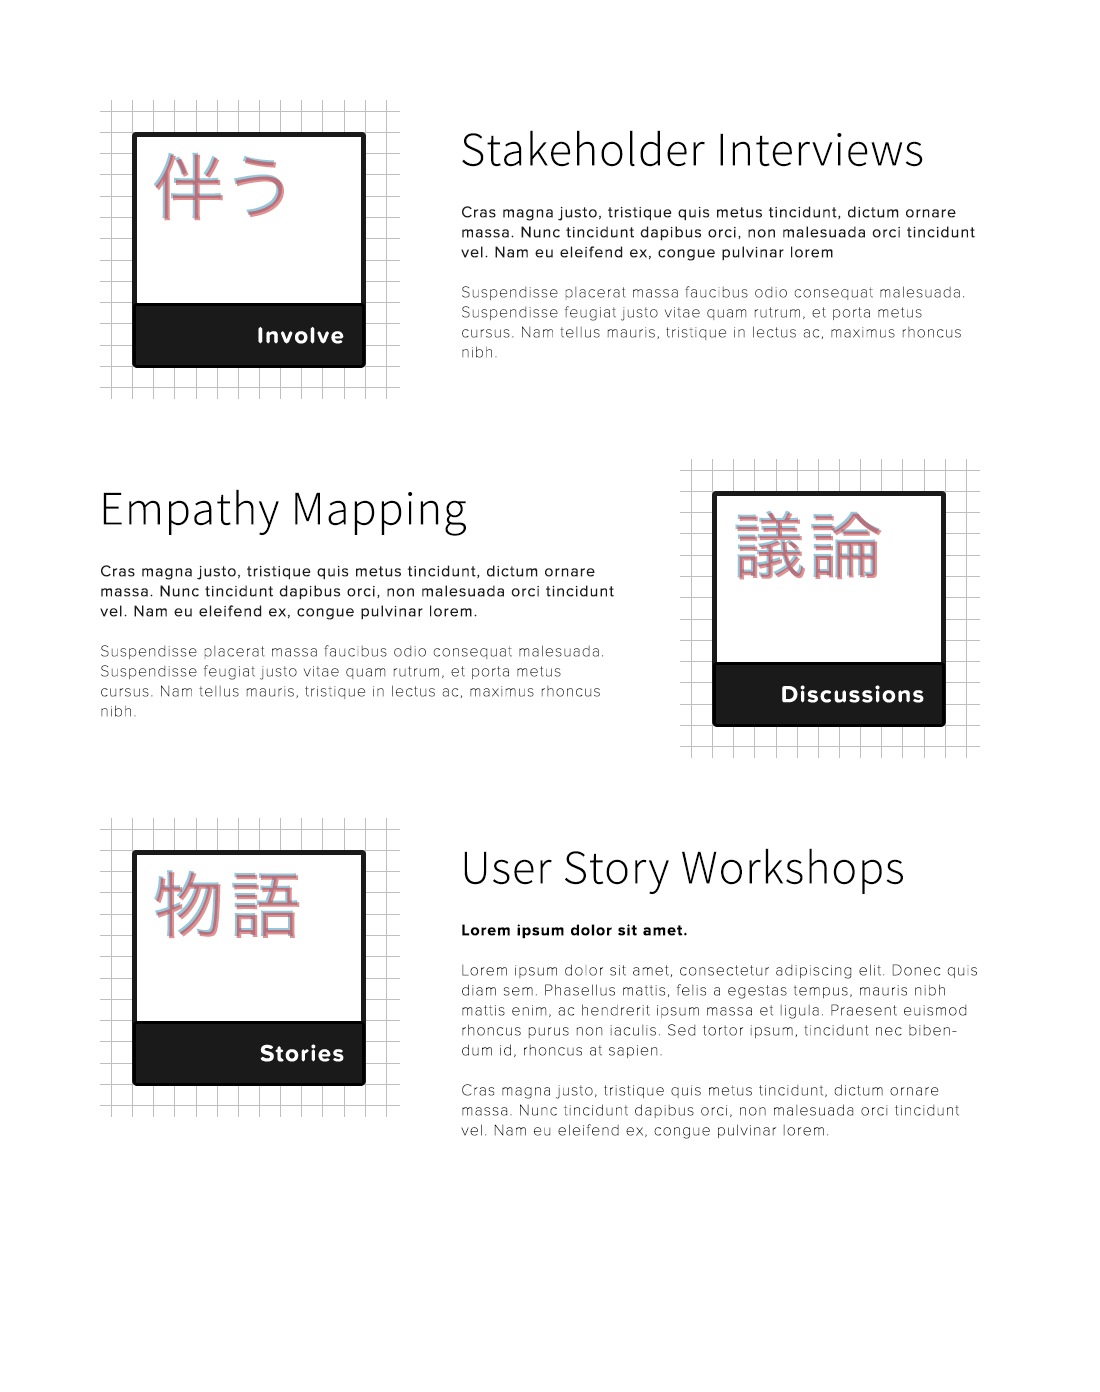 伴う
Involve
Stakeholder Interviews
Cras magna justo, tristique quis metus tincidunt, dictum ornare
massa. Nunc tincidunt dapibus orci, non malesuada orci tincidunt
vel. Nam eu eleifend ex, congue pulvinar lorem
Suspendisse placerat massa faucibus odio consequat malesuada.
Suspendisse feugiat justo vitae quam rutrum, et porta metus
cursus. Nam tellus mauris, tristique in lectus ac, maximus rhoncus
nibh.
Empathy Mapping
Cras magna justo, tristique quis metus tincidunt, dictum ornare
massa. Nunc tincidunt dapibus orci, non malesuada orci tincidunt
vel. Nam eu eleifend ex, congue pulvinar lorem.
Suspendisse placerat massa faucibus odio consequat malesuada.
Suspendisse feugiat justo vitae quam rutrum, et porta metus
cursus. Nam tellus mauris, tristique in lectus ac, maximus rhoncus
nibh.
議論
Discussions
物語
Stories
User Story Workshops
Lorem ipsum dolor sit amet.
Lorem ipsum dolor sit amet, consectetur adipiscing elit. Donec quis
diam sem. Phasellus mattis, felis a egestas tempus, mauris nibh
mattis enim, ac hendrerit ipsum massa et ligula. Praesent euismod
rhoncus purus non iaculis. Sed tortor ipsum, tincidunt nec biben-
dum id, rhoncus at sapien.
Cras magna justo, tristique quis metus tincidunt, dictum ornare
massa. Nunc tincidunt dapibus orci, non malesuada orci tincidunt
vel. Nam eu eleifend ex, congue pulvinar lorem.